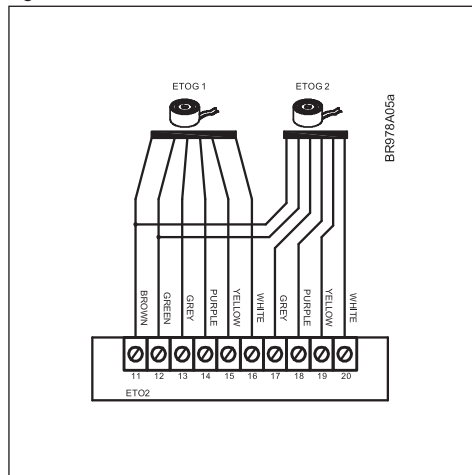 ETOG 1
ETOG 2
BR978A05a
BROWN
GREEN
GREY
PURPLE
YELLOW
WHITE
GREY
PURPLE
YELLOW
WHITE
11 12 13 14 15 16 17 18 19 20
ETO2